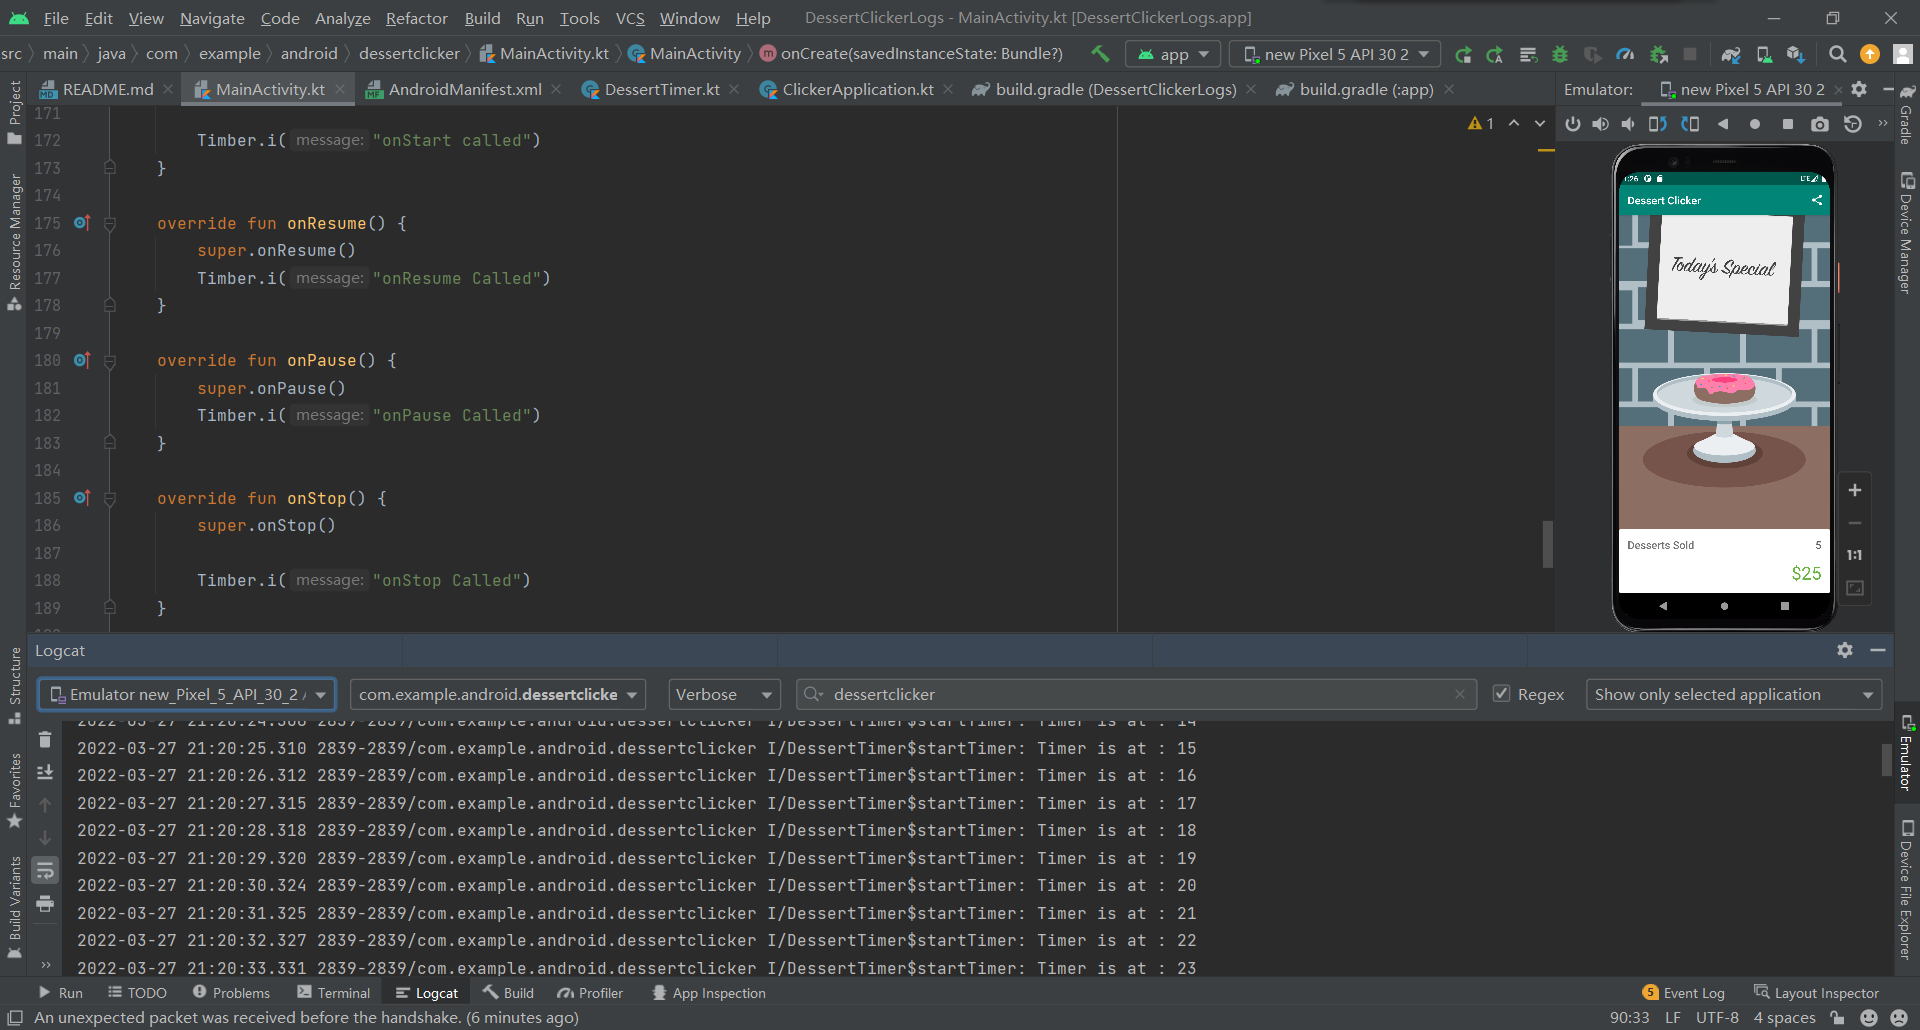 File Edit View Navigate Code Analyze Refactor Build Run Tools VCS Window Help DessertClickerLogs - MainActivity.kt [DessertClickerLogs.app]
src main java com example android dessertclicker MainActivity.kt MainActivity onCreate(savedInstanceState: Bundle?) app new Pixel 5 API 30 2
README.md MainActivity.kt AndroidManifest.xml DessertTimer.kt ClickerApplication.kt build.gradle (DessertClickerLogs) build.gradle (:app) Emulator: new Pixel 5 API 30 2
Project
Resource Manager
Structure
Favorites
Build Variants
171
172 Timber.i( message: "onStart called")
173 }
174
175 override fun onResume() {
176 super.onResume()
177 Timber.i( message: "onResume Called")
178 }
179
180 override fun onPause() {
181 super.onPause()
182 Timber.i( message: "onPause Called")
183 }
184
185 override fun onStop() {
186 super.onStop()
187
188 Timber.i( message: "onStop Called")
189 }
1
LTE
Dessert Clicker
Today's Special
Desserts Sold 5
$25
1:1
Gradle
Device Manager
Emulator
Device File Explorer
Logcat
Emulator new_Pixel_5_API_30_2 com.example.android.dessertclicke Verbose dessertclicker Regex Show only selected application
2022-03-27 21:20:24.306 2839-2839/com.example.android.dessertclicker I/DessertTimer$startTimer: Timer is at : 14
2022-03-27 21:20:25.310 2839-2839/com.example.android.dessertclicker I/DessertTimer$startTimer: Timer is at : 15
2022-03-27 21:20:26.312 2839-2839/com.example.android.dessertclicker I/DessertTimer$startTimer: Timer is at : 16
2022-03-27 21:20:27.315 2839-2839/com.example.android.dessertclicker I/DessertTimer$startTimer: Timer is at : 17
2022-03-27 21:20:28.318 2839-2839/com.example.android.dessertclicker I/DessertTimer$startTimer: Timer is at : 18
2022-03-27 21:20:29.320 2839-2839/com.example.android.dessertclicker I/DessertTimer$startTimer: Timer is at : 19
2022-03-27 21:20:30.324 2839-2839/com.example.android.dessertclicker I/DessertTimer$startTimer: Timer is at : 20
2022-03-27 21:20:31.325 2839-2839/com.example.android.dessertclicker I/DessertTimer$startTimer: Timer is at : 21
2022-03-27 21:20:32.327 2839-2839/com.example.android.dessertclicker I/DessertTimer$startTimer: Timer is at : 22
2022-03-27 21:20:33.331 2839-2839/com.example.android.dessertclicker I/DessertTimer$startTimer: Timer is at : 23
Run TODO Problems Terminal Logcat Build Profiler App Inspection 5 Event Log Layout Inspector
An unexpected packet was received before the handshake. (6 minutes ago) 90:33 LF UTF-8 4 spaces